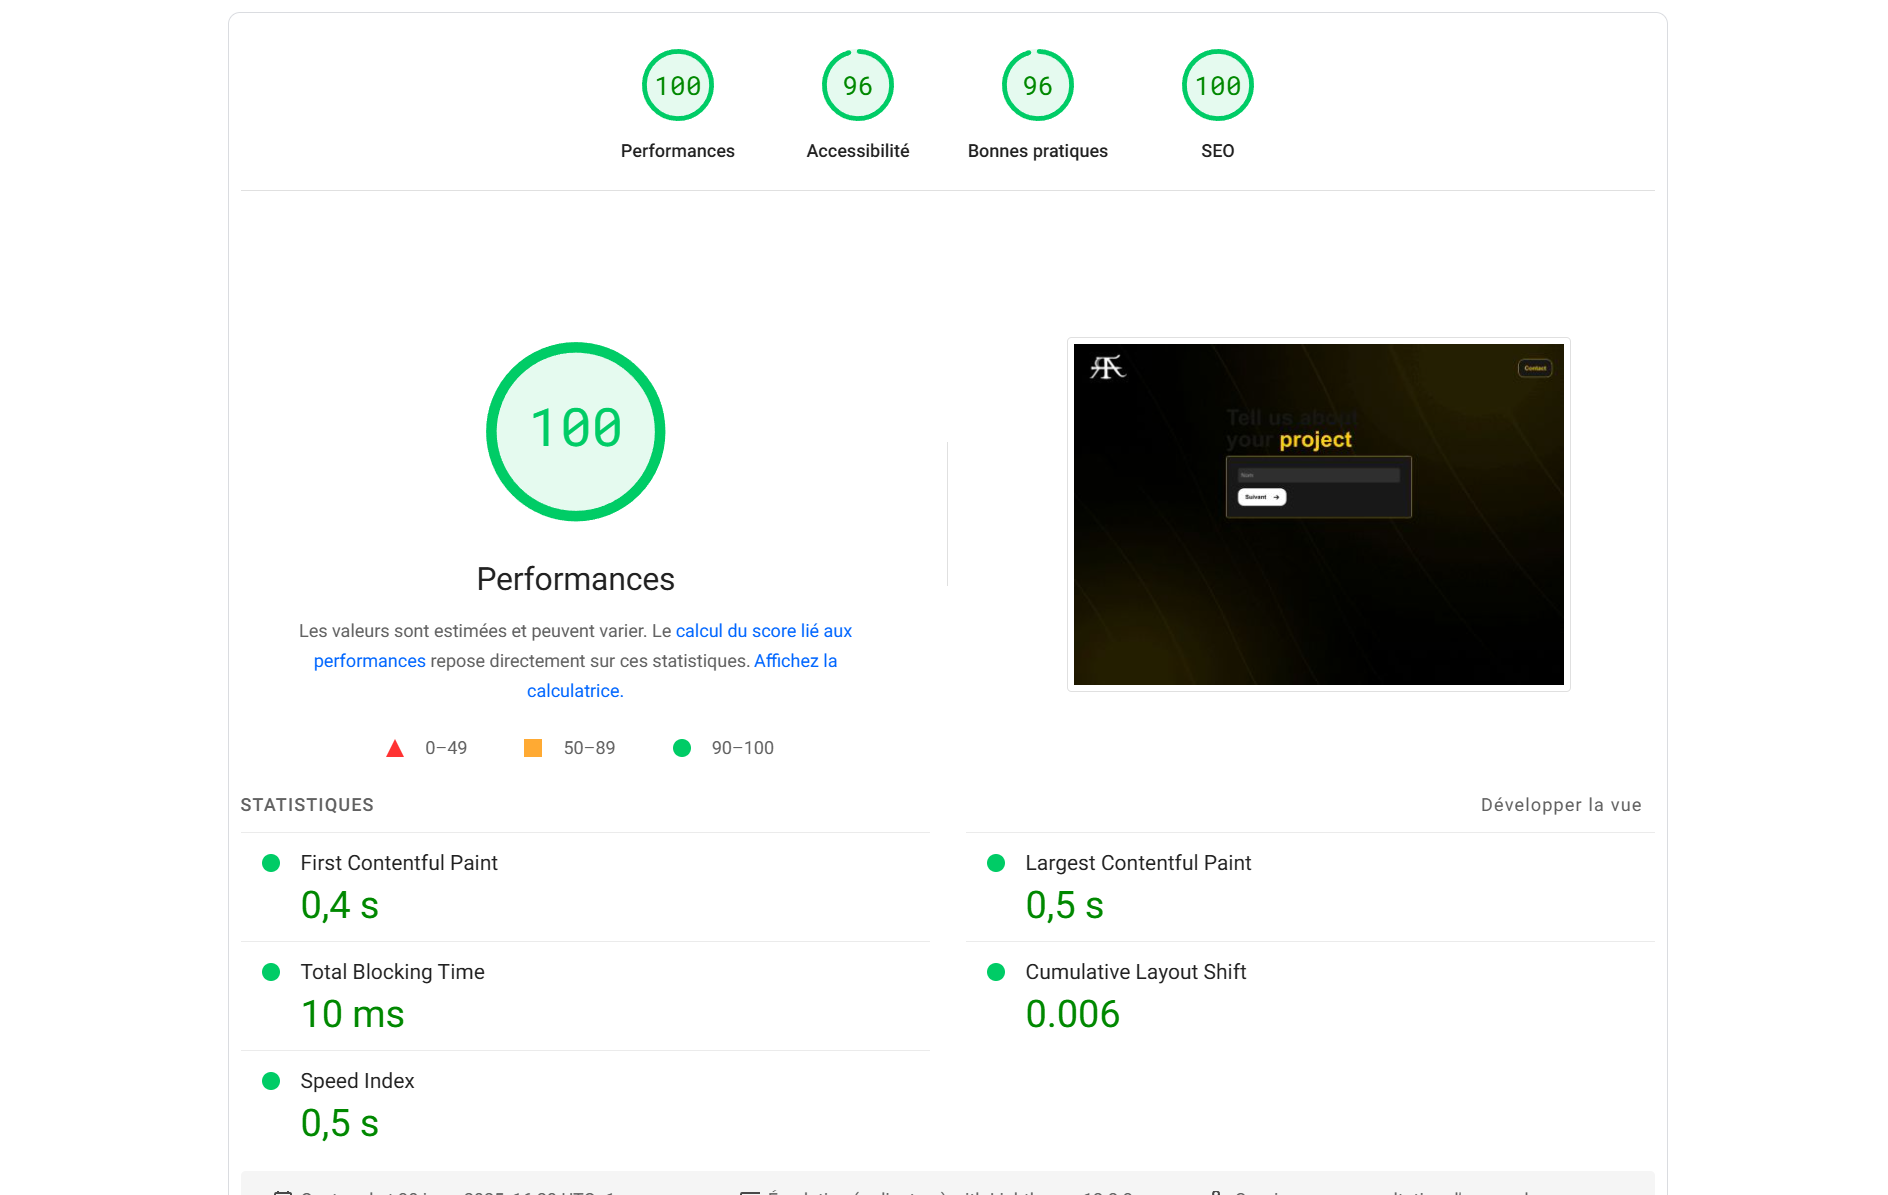 100
96
96
100
Performances
Accessibilité
Bonnes pratiques
SEO
100
Performances
Les valeurs sont estimées et peuvent varier. Le calcul du score lié aux
performances repose directement sur ces statistiques. Affichez la
calculatrice.
0–49
50–89
90–100
Contact
Tell us about
your project
Nom
Suivant
STATISTIQUES
Développer la vue
First Contentful Paint
0,4 s
Largest Contentful Paint
0,5 s
Total Blocking Time
10 ms
Cumulative Layout Shift
0.006
Speed Index
0,5 s